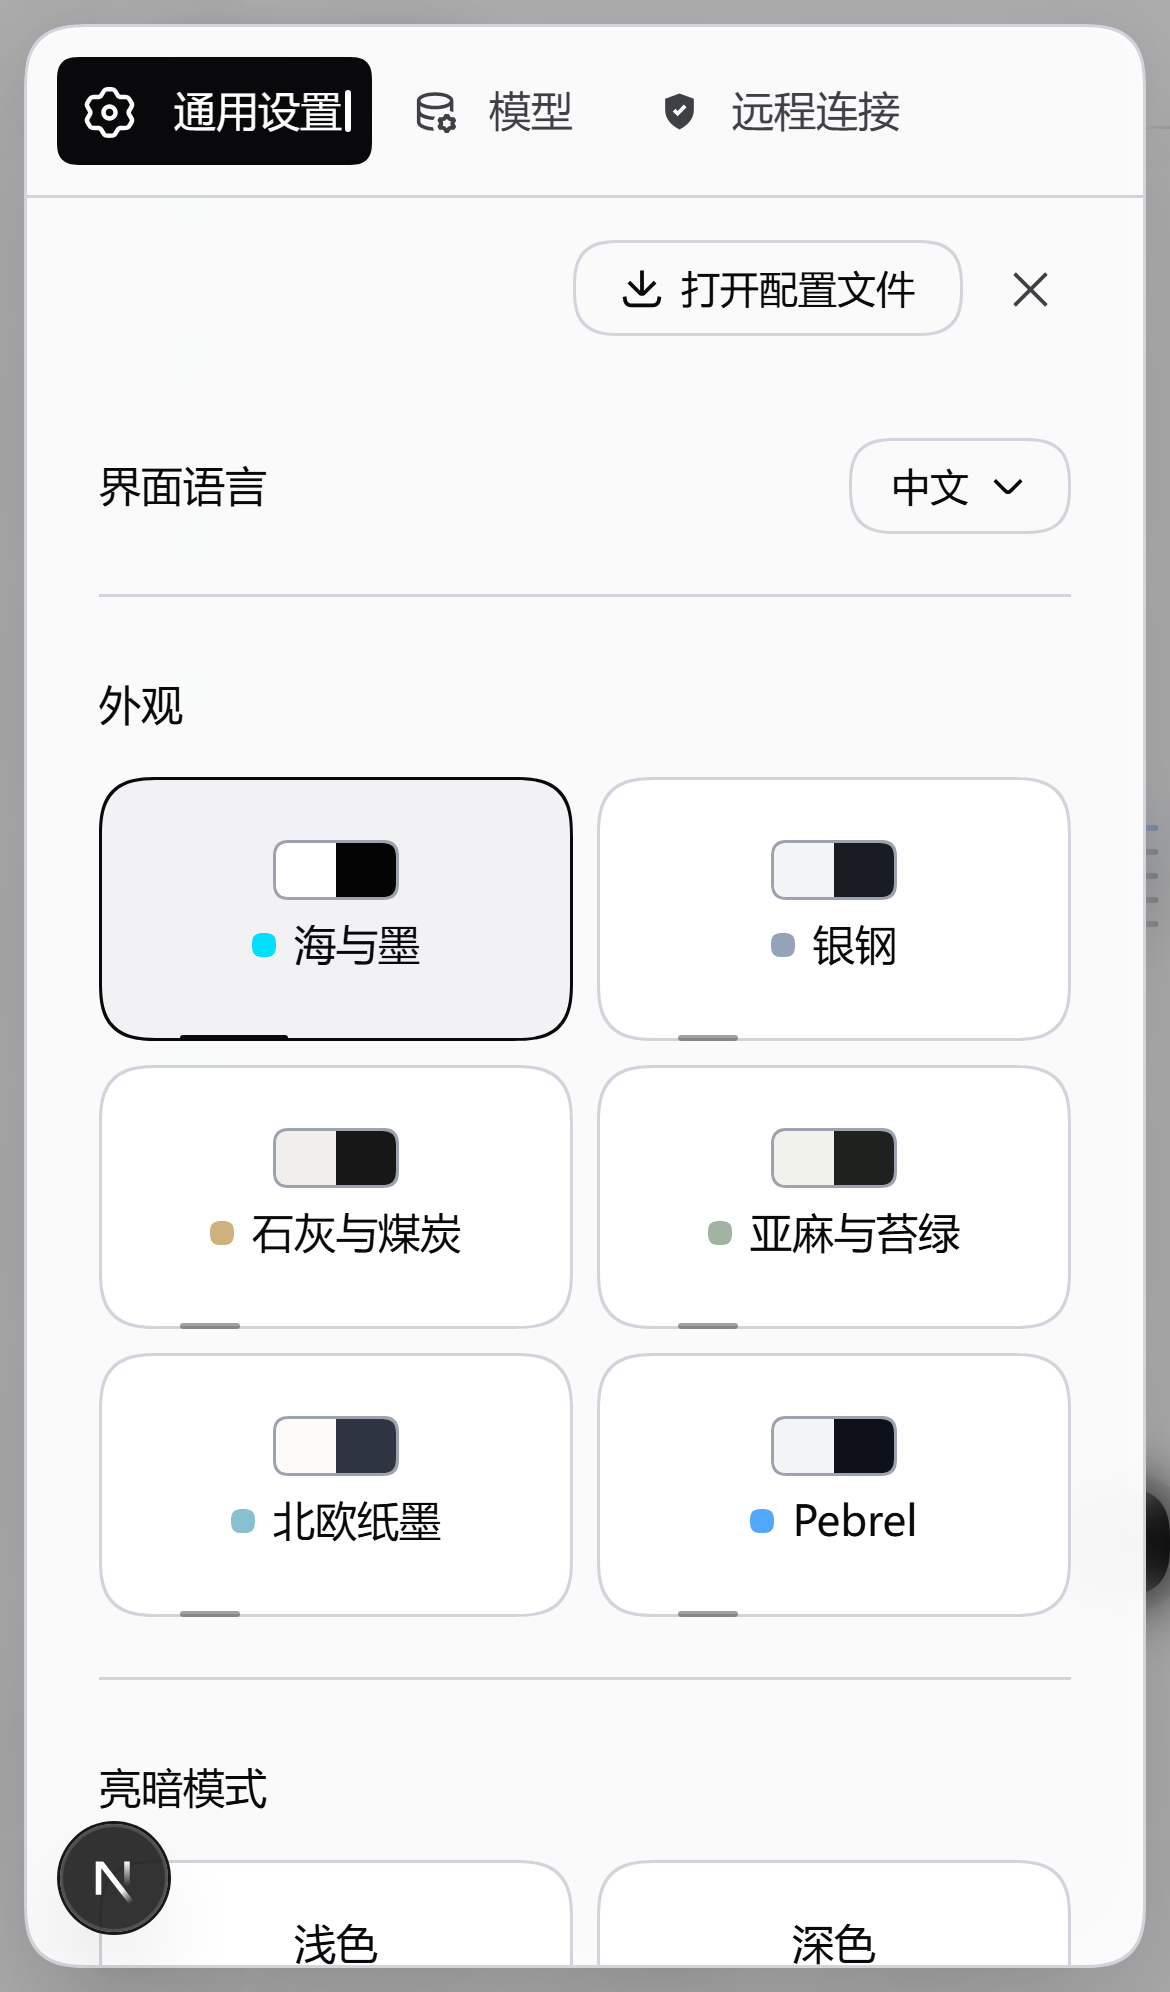 通用设置 模型 远程连接
打开配置文件
界面语言 中文
外观
海与墨 银钢
石灰与煤炭 亚麻与苔绿
北欧纸墨 Pebrel
亮暗模式
N
浅色 深色